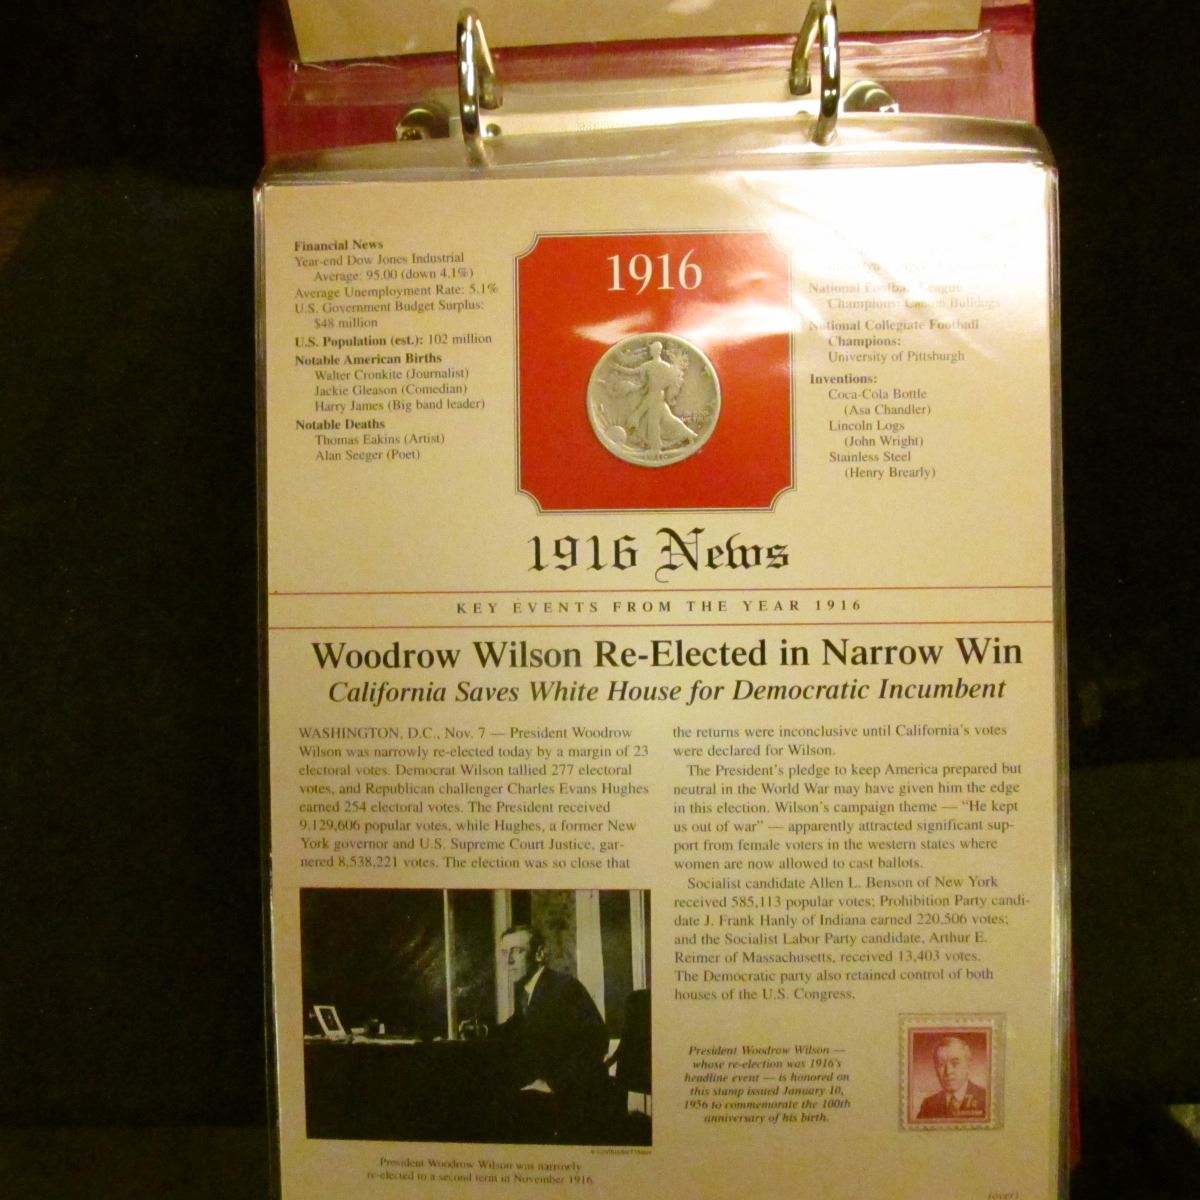 Financial News
Year-end Dow Jones Industrial
Average: 95.00 (down 4.1%)
Average Unemployment Rate: 5.1%
U.S. Government Budget Surplus:
$48 million
U.S. Population (est.): 102 million
Notable American Births
Walter Cronkite (Journalist)
Jackie Gleason (Comedian)
Harry James (Big band leader)
Notable Deaths
Thomas Eakins (Artist)
Alan Seeger (Poet)
1916
National Football League
Champions: Canton Bulldogs
National Collegiate Football
Champions:
University of Pittsburgh
Inventions:
Coca-Cola Bottle
(Asa Chandler)
Lincoln Logs
(John Wright)
Stainless Steel
(Henry Brearly)
1916 News
KEY EVENTS FROM THE YEAR 1916
Woodrow Wilson Re-Elected in Narrow Win
California Saves White House for Democratic Incumbent
WASHINGTON, D.C., Nov. 7 — President Woodrow
Wilson was narrowly re-elected today by a margin of 23
electoral votes. Democrat Wilson tallied 277 electoral
votes, and Republican challenger Charles Evans Hughes
earned 254 electoral votes. The President received
9,129,606 popular votes, while Hughes, a former New
York governor and U.S. Supreme Court Justice, gar-
nered 8,538,221 votes. The election was so close that
the returns were inconclusive until California's votes
were declared for Wilson.
The President's pledge to keep America prepared but
neutral in the World War may have given him the edge
in this election. Wilson's campaign theme — "He kept
us out of war" — apparently attracted significant sup-
port from female voters in the western states where
women are now allowed to cast ballots.
Socialist candidate Allen L. Benson of New York
received 585,113 popular votes; Prohibition Party candi-
date J. Frank Hanly of Indiana earned 220,506 votes;
and the Socialist Labor Party candidate, Arthur E.
Reimer of Massachusetts, received 13,403 votes.
The Democratic party also retained control of both
houses of the U.S. Congress.
President Woodrow Wilson was narrowly
re-elected to a second term in November 1916.
President Woodrow Wilson —
whose re-election was 1916's
headline event — is honored on
this stamp issued January 10,
1956 to commemorate the 100th
anniversary of his birth.
7¢
(over)